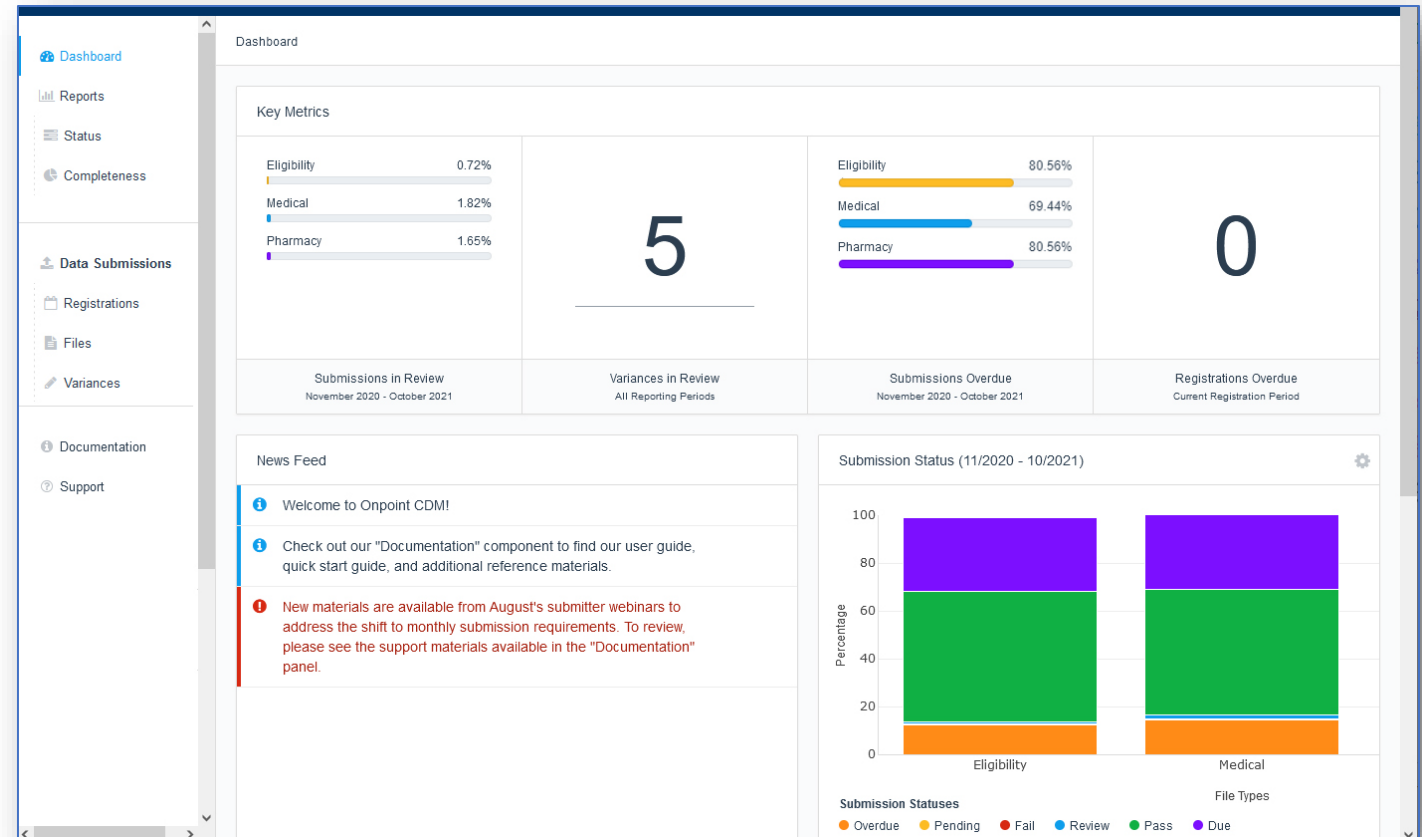 Dashboard
Reports
Status
Completeness
Data Submissions
Registrations
Files
Variances
Documentation
Support
Dashboard
Key Metrics
Eligibility 0.72%
Medical 1.82%
Pharmacy 1.65%
Submissions in Review
November 2020 - October 2021
5
Variances in Review
All Reporting Periods
Eligibility 80.56%
Medical 69.44%
Pharmacy 80.56%
Submissions Overdue
November 2020 - October 2021
0
Registrations Overdue
Current Registration Period
News Feed
Welcome to Onpoint CDM!
Check out our "Documentation" component to find our user guide,
quick start guide, and additional reference materials.
New materials are available from August's submitter webinars to
address the shift to monthly submission requirements. To review,
please see the support materials available in the "Documentation"
panel.
Submission Status (11/2020 - 10/2021)
Percentage
100
80
60
40
20
0
Eligibility Medical
File Types
Submission Statuses
Overdue Pending Fail Review Pass Due